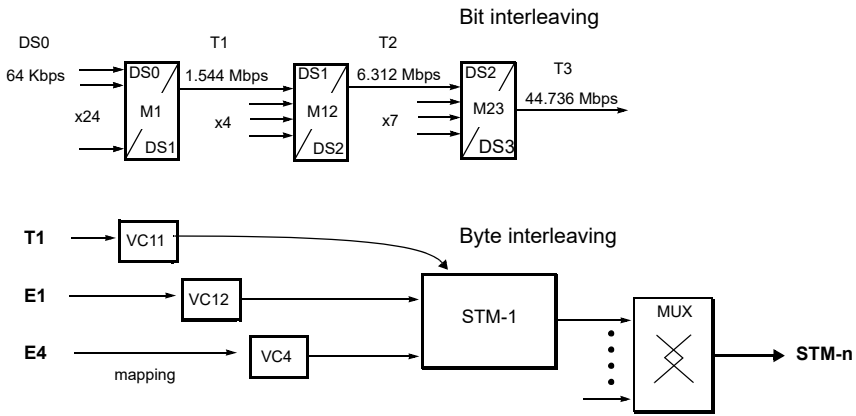 Bit interleaving
DS0
T1
T2
T3
64 Kbps
DS0
1.544 Mbps
DS1
6.312 Mbps
DS2
44.736 Mbps
x24
M1
x4
M12
x7
M23
DS1
DS2
DS3
T1
VC11
Byte interleaving
E1
VC12
STM-1
MUX
E4
VC4
STM-n
mapping